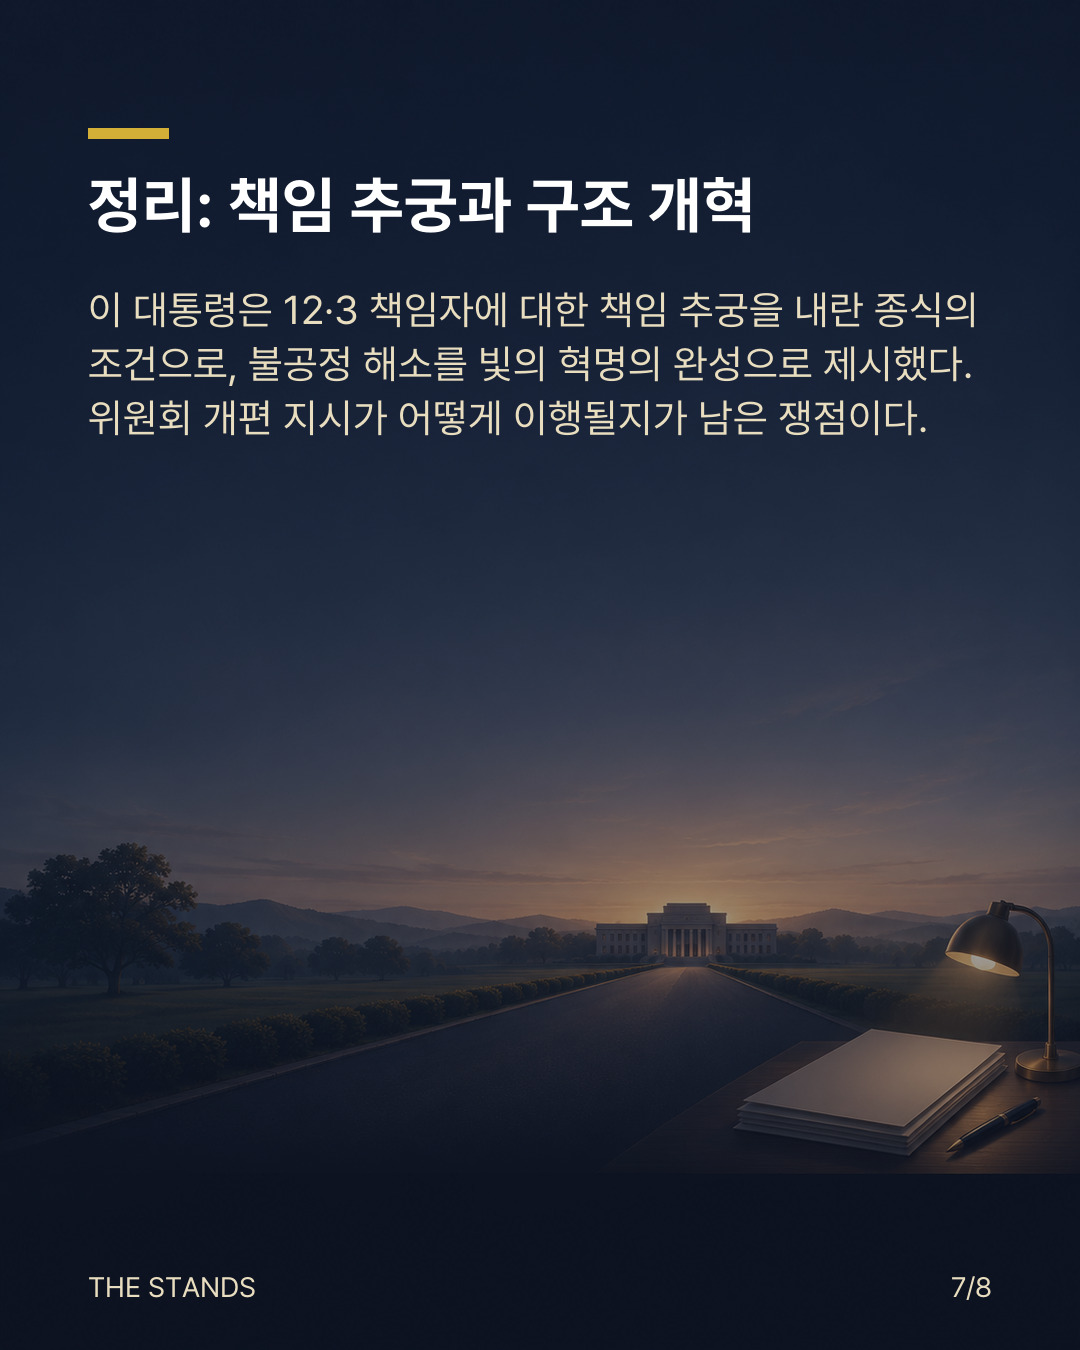 정리: 책임 추궁과 구조 개혁
이 대통령은 12·3 책임자에 대한 책임 추궁을 내란 종식의
조건으로, 불공정 해소를 빛의 혁명의 완성으로 제시했다.
위원회 개편 지시가 어떻게 이행될지가 남은 쟁점이다.
THE STANDS
7/8